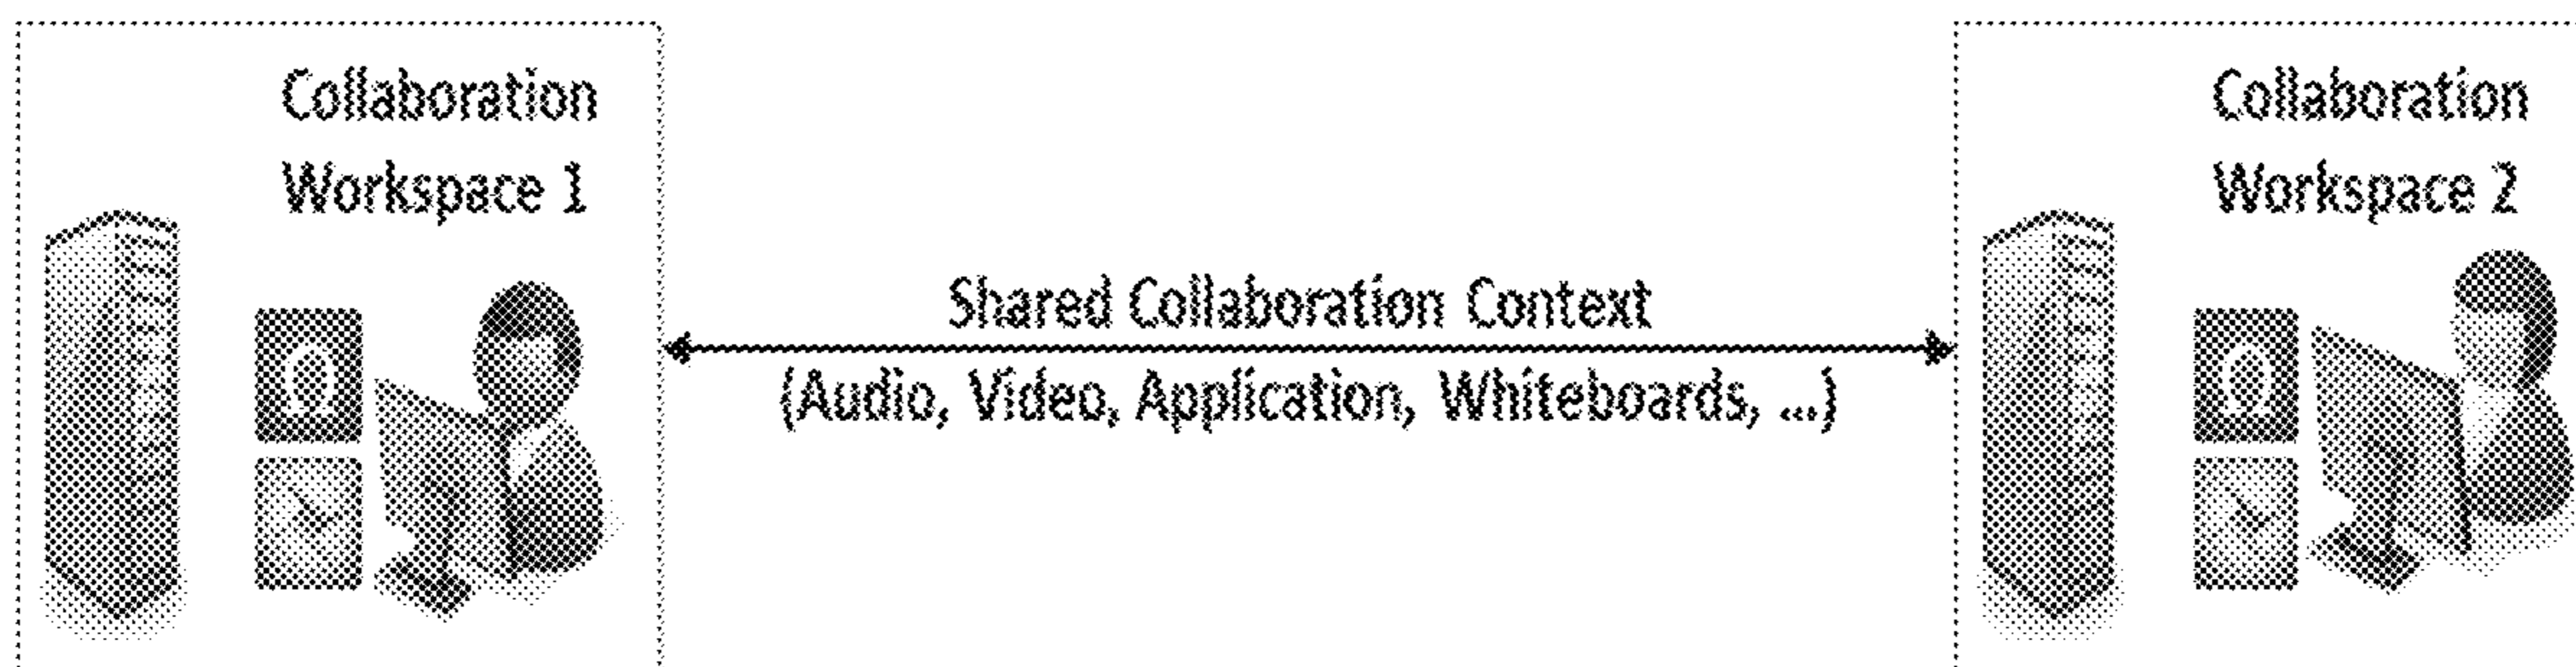 Collaboration
Workspace 1
Shared Collaboration Context
(Audio, Video, Application, Whiteboards, ...)
Collaboration
Workspace 2